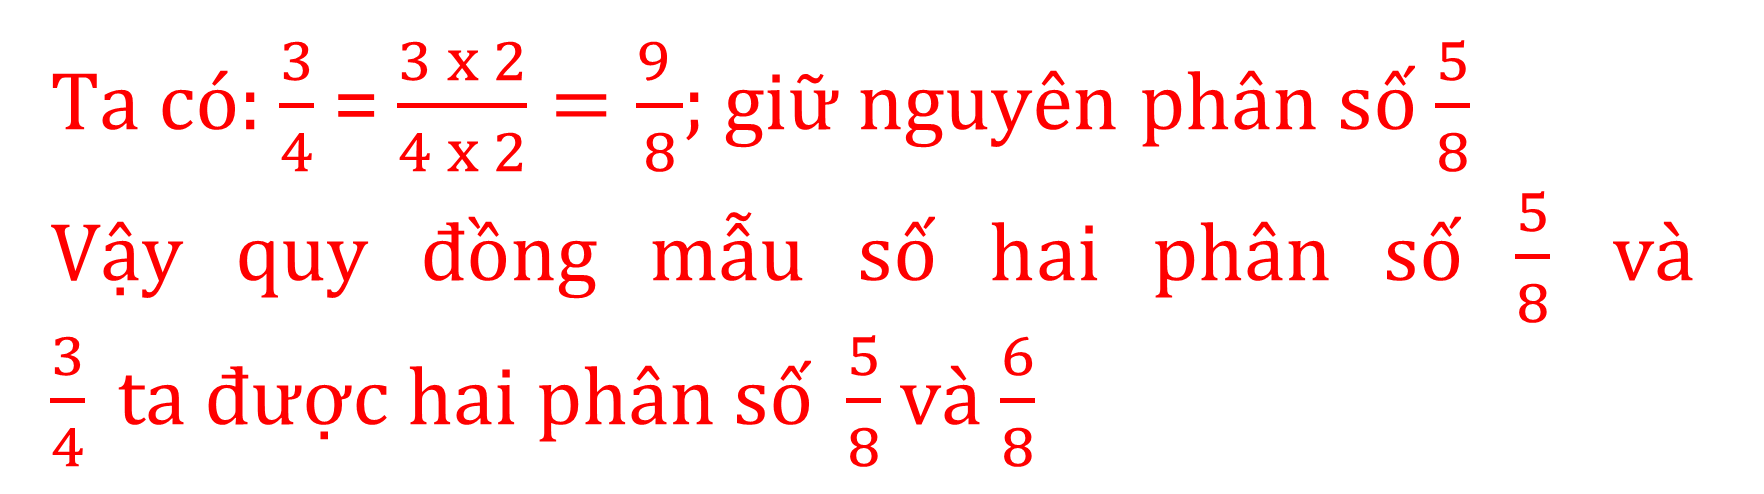 Ta có: 3/4 = (3 x 2)/(4 x 2) = 9/8; giữ nguyên phân số 5/8
Vậy quy đồng mẫu số hai phân số 5/8 và
3/4 ta được hai phân số 5/8 và 6/8